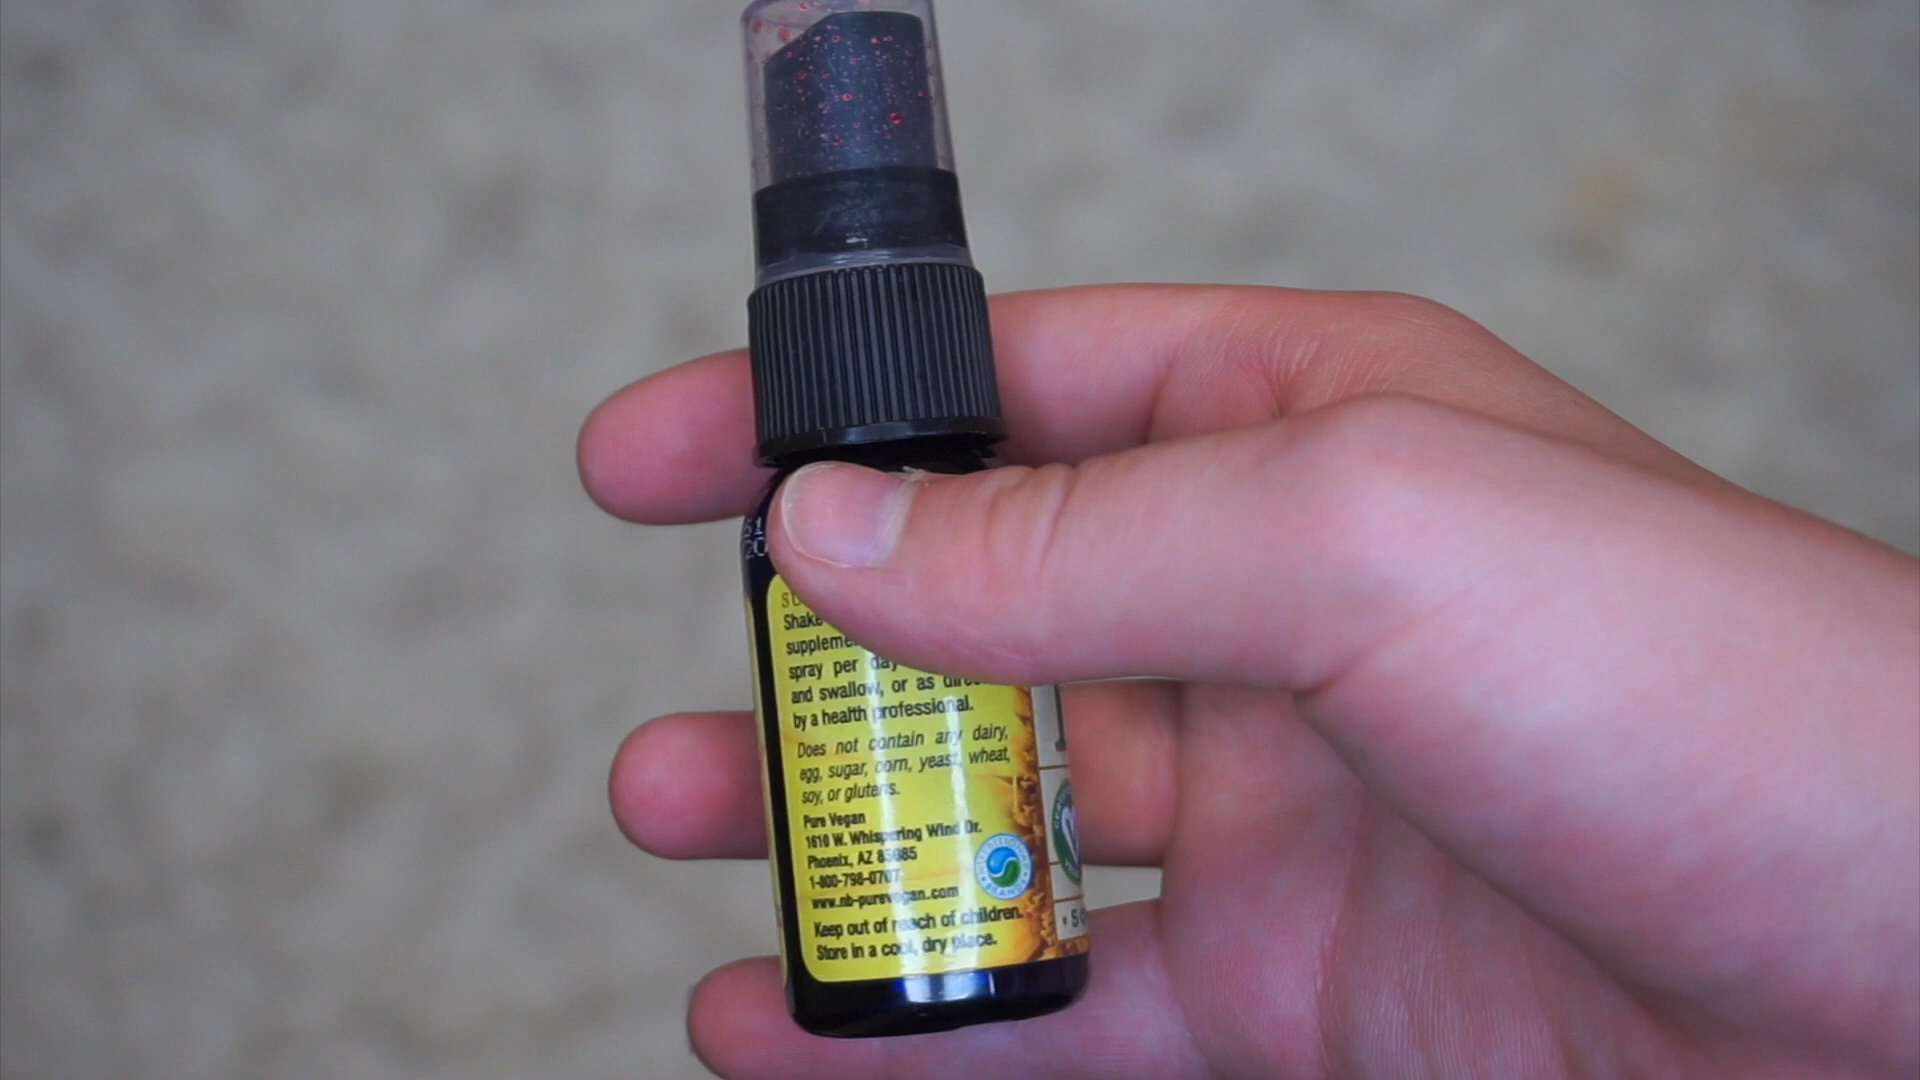 Shake
spray per day
and swallow, or as
by a health professional.
Does not contain any dairy,
egg, sugar, corn, yeast, wheat,
soy, or glutens.
Pure Vegan
1610 W. Whispering Wind Dr.
Phoenix, AZ 85085
1-800-798-0707
www.nb-purevegan.com
Keep out of reach of children.
Store in a cool, dry place.
BRANDS